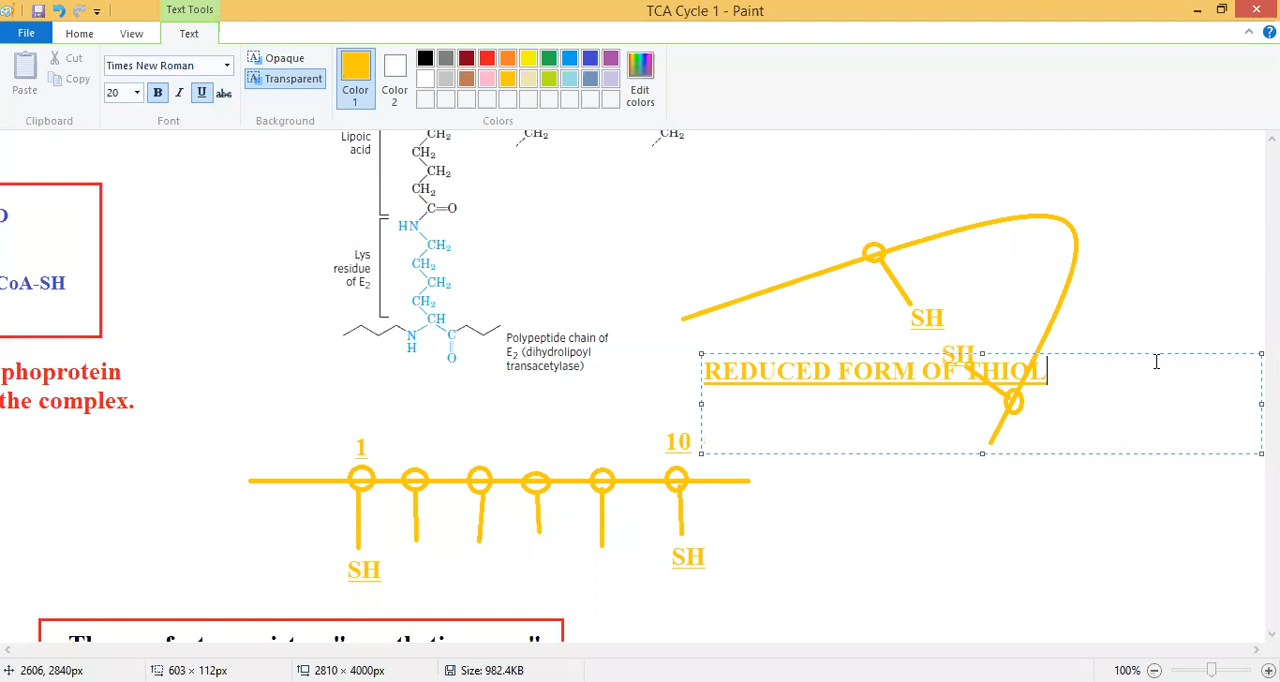 Text Tools
TCA Cycle 1 - Paint
File
Home
View
Text
Paste
Cut
Copy
Clipboard
Times New Roman
20
B I U abc
Font
Opaque
Transparent
Background
Color 1
Color 2
Edit colors
Colors
Lipoic acid
CH2
CH2
CH2
CH2
C=O
CH2
CH2
Lys residue of E2
HN
CH2
CH2
CH2
CH2
CH
N
H
C
O
Polypeptide chain of
E2 (dihydrolipoyl
transacetylase)
CoA-SH
phoprotein
the complex.
SH
SH
REDUCED FORM OF THIOL
1
10
SH
SH
2606, 2840px
603 × 112px
2810 × 4000px
Size: 982.4KB
100%